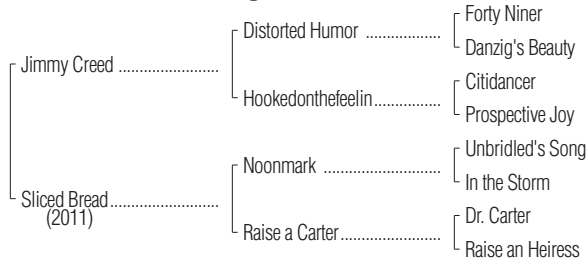 Forty Niner
Distorted Humor ..................
Danzig's Beauty
Jimmy Creed .......................
Citidancer
Hookedonthefeelin...................
Prospective Joy
Unbridled's Song
Noonmark ........................
In the Storm
Sliced Bread.........................
(2011)
Dr. Carter
Raise a Carter........................
Raise an Heiress